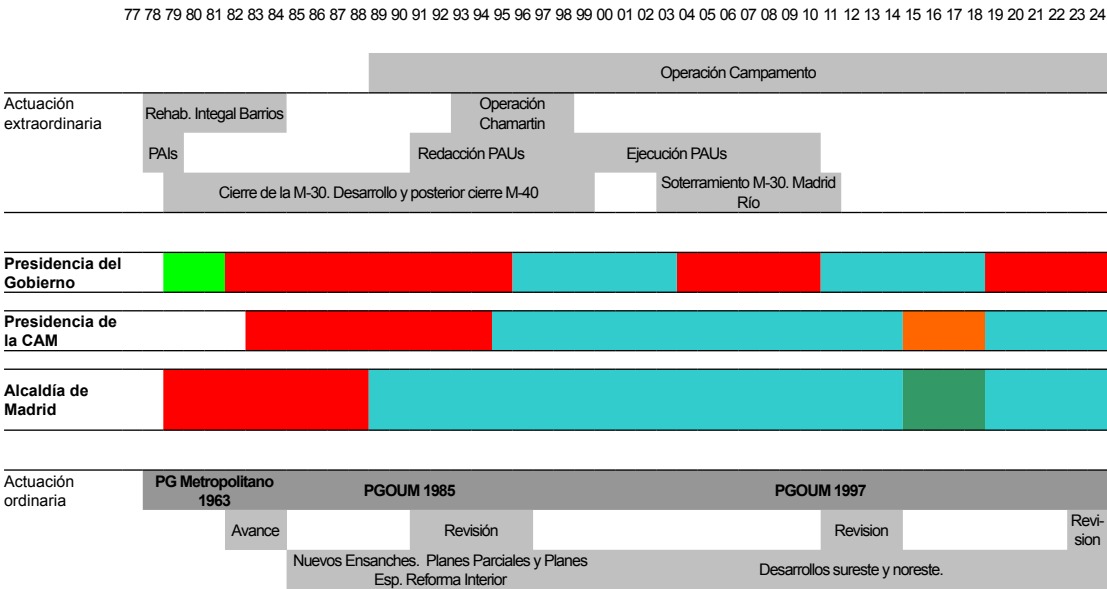 77 78 79 80 81 82 83 84 85 86 87 88 89 90 91 92 93 94 95 96 97 98 99 00 01 02 03 04 05 06 07 08 09 10 11 12 13 14 15 16 17 18 19 20 21 22 23 24
Operación Campamento
Actuación
extraordinaria
Rehab. Integal Barrios
Operación
Chamartin
PAIs
Redacción PAUs
Ejecución PAUs
Cierre de la M-30. Desarrollo y posterior cierre M-40
Soterramiento M-30. Madrid
Río
Presidencia del
Gobierno
Presidencia de
la CAM
Alcaldía de
Madrid
Actuación
ordinaria
PG Metropolitano
1963
PGOUM 1985
PGOUM 1997
Avance
Revisión
Revision
Revi-
sion
Nuevos Ensanches. Planes Parciales y Planes
Esp. Reforma Interior
Desarrollos sureste y noreste.